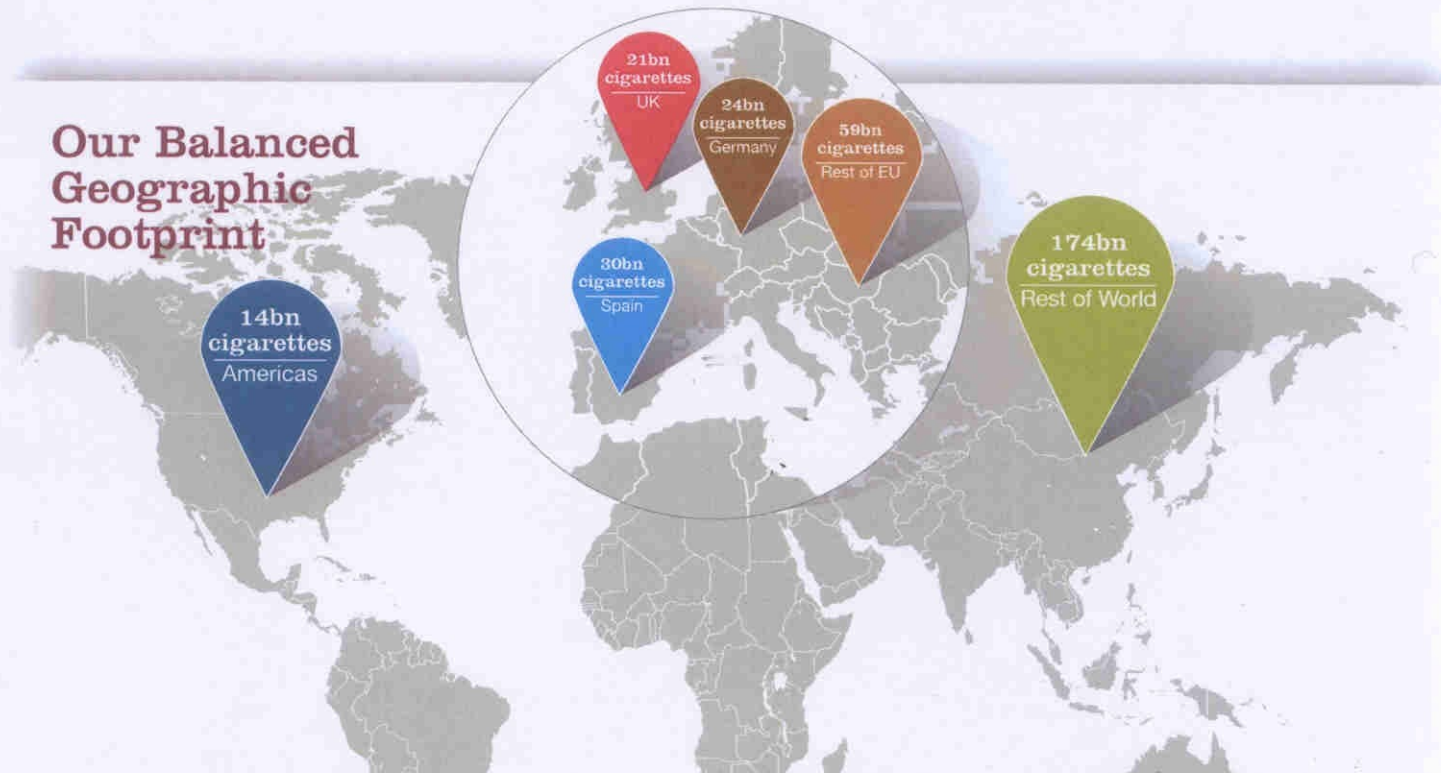 Our Balanced
Geographic
Footprint
14bn
cigarettes
Americas
21bn
cigarettes
UK
24bn
cigarettes
Germany
59bn
cigarettes
Rest of EU
30bn
cigarettes
Spain
174bn
cigarettes
Rest of World